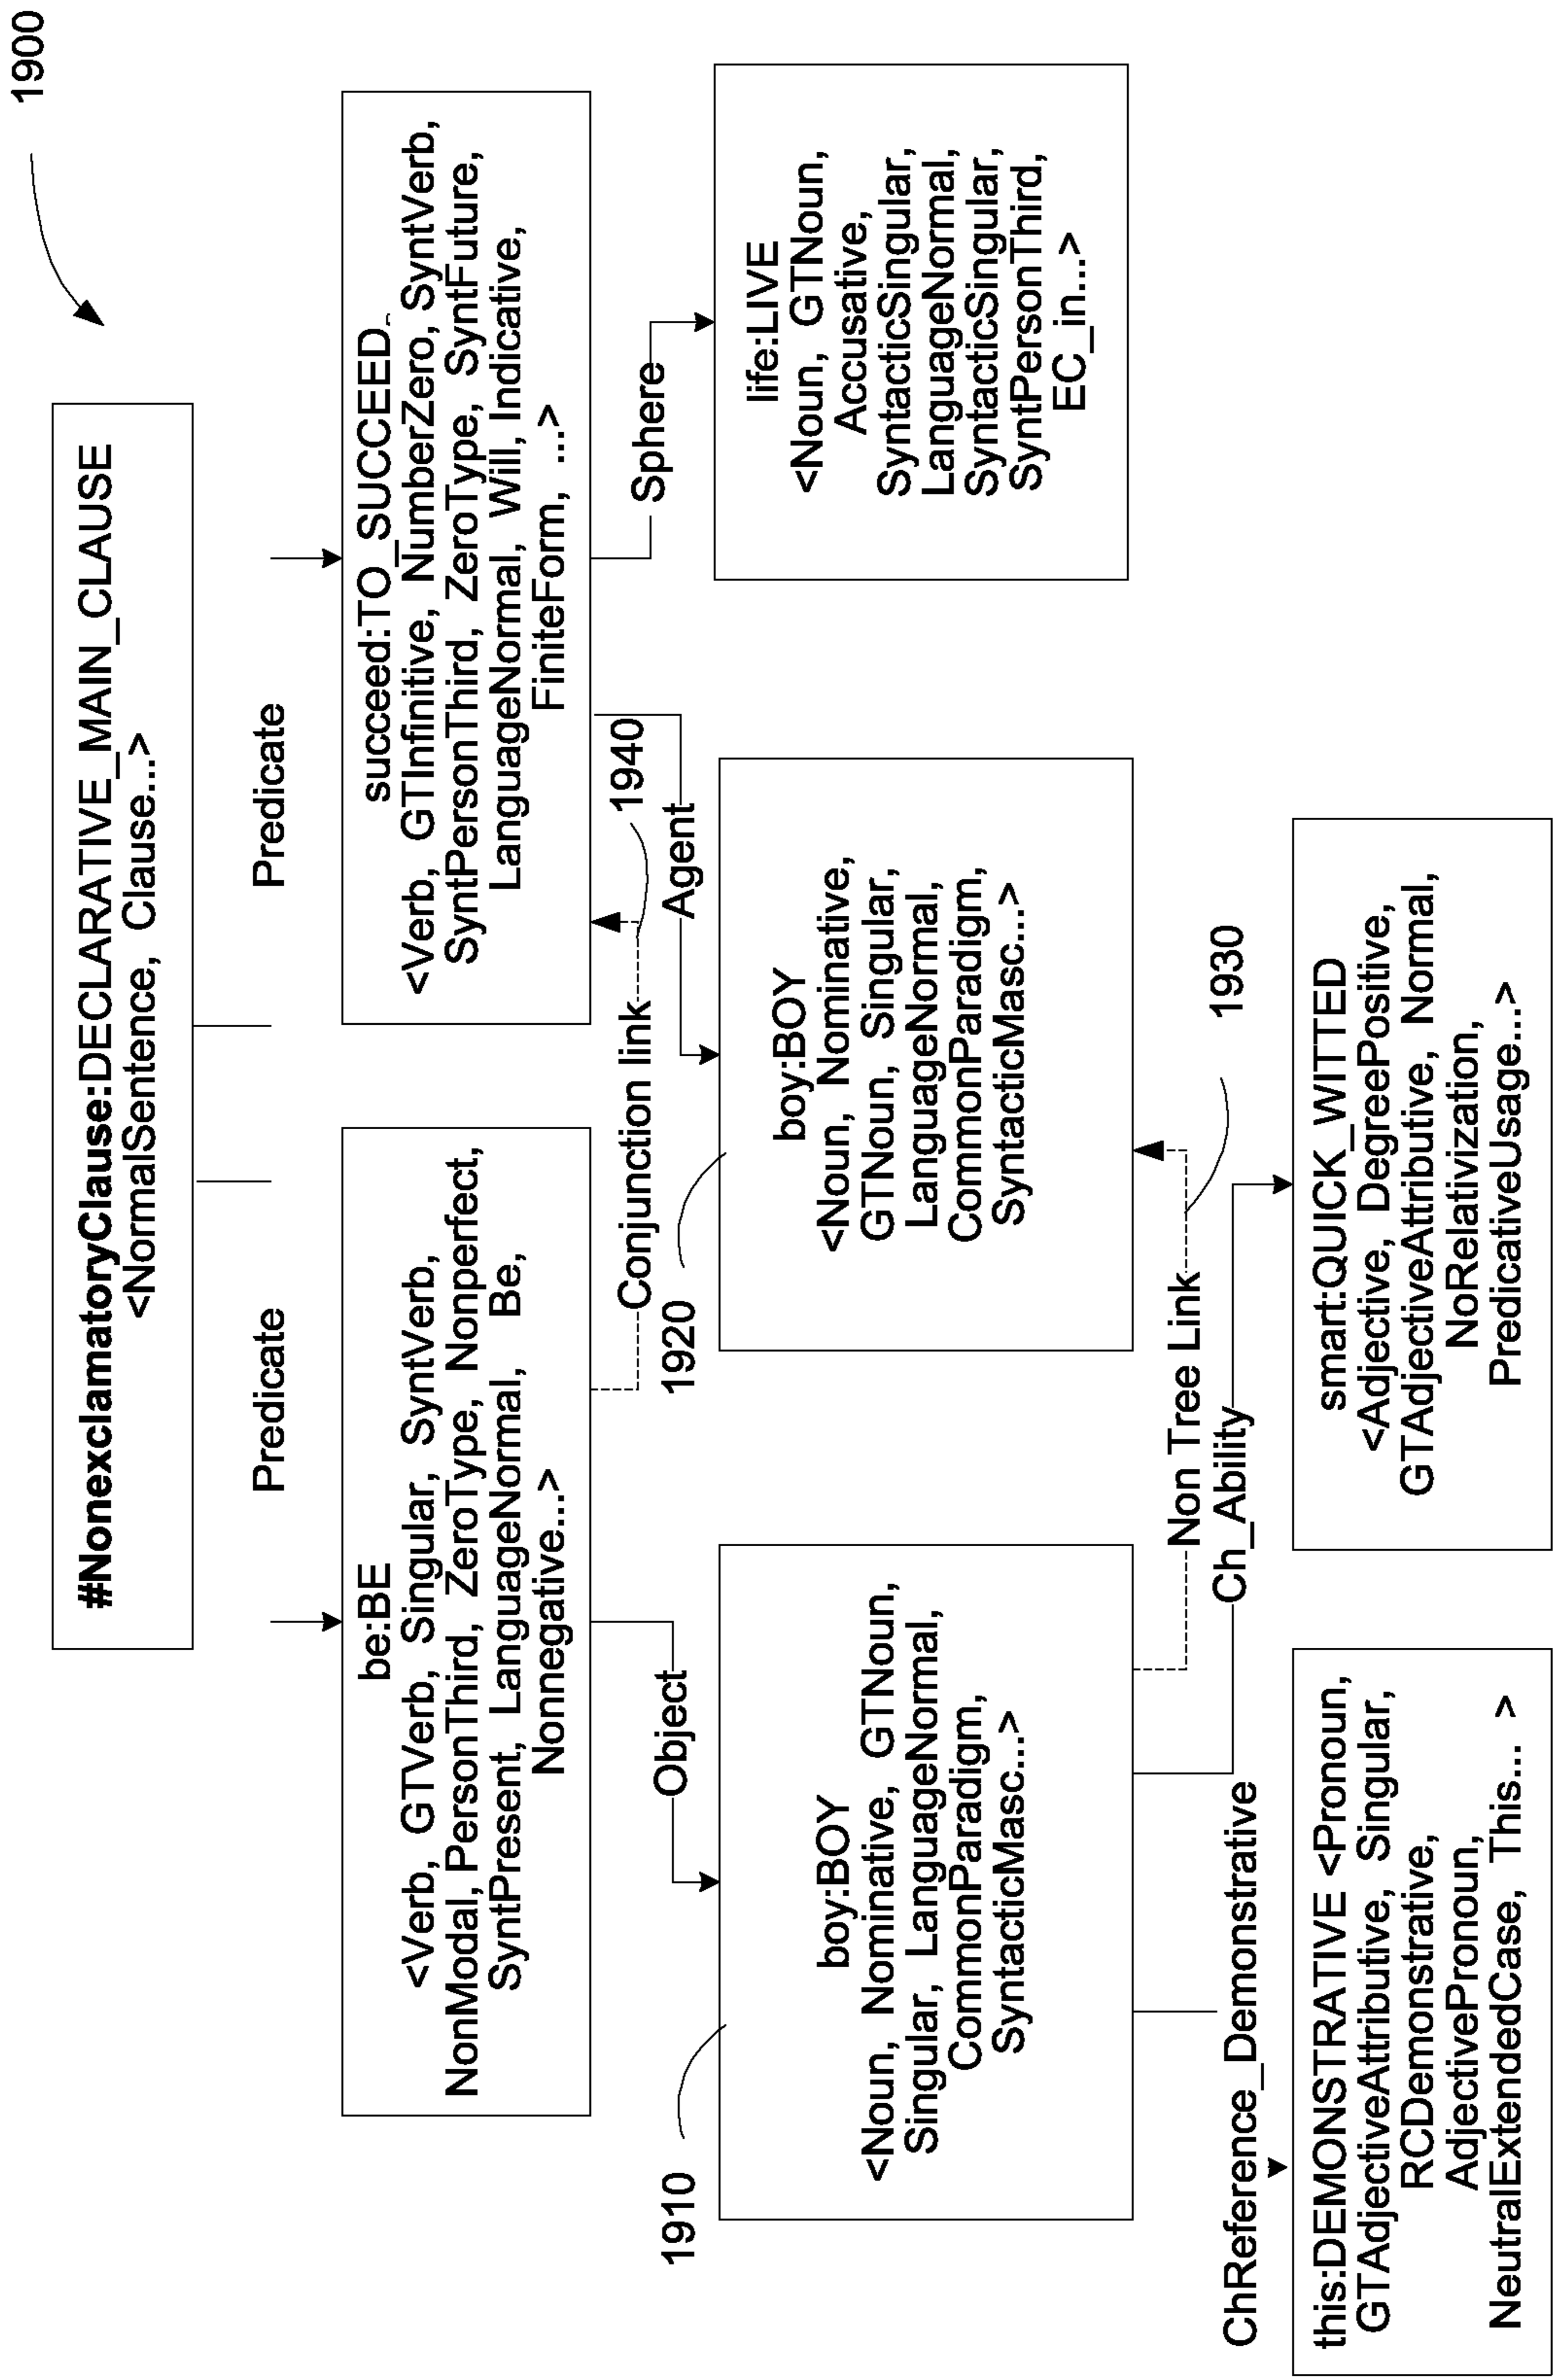 1900
#NonexclamatoryClause:DECLARATIVE_MAIN_CLAUSE
<NormalSentence, Clause...>
Predicate
Predicate
be:BE
<Verb, GTVerb, Singular, SyntVerb,
NonModal, PersonThird, ZeroType, Nonperfect,
SyntPresent, LanguageNormal, Be,
Nonnegative...>
succeed:TO_SUCCEED
<Verb, GTInfinitive, NumberZero, SyntVerb,
SyntPersonThird, ZeroType, SyntFuture,
LanguageNormal, Will, Indicative,
FiniteForm, ...>
Object
Conjunction link
1940
Agent
Sphere
1910
boy:BOY
<Noun, Nominative, GTNoun,
Singular, LanguageNormal,
CommonParadigm,
SyntacticMasc...>
1920
boy:BOY
<Noun, Nominative,
GTNoun, Singular,
LanguageNormal,
CommonParadigm,
SyntacticMasc...>
life:LIVE
<Noun, GTNoun,
Accusative,
SyntacticSingular,
LanguageNormal,
SyntacticSingular,
SyntPersonThird,
EC_in...>
Non Tree Link
1930
ChReference_Demonstrative
Ch_Ability
this:DEMONSTRATIVE <Pronoun,
GTAdjectiveAttributive, Singular,
RCDemonstrative,
AdjectivePronoun,
NeutralExtendedCase, This... >
smart:QUICK_WITTED
<Adjective, DegreePositive,
GTAdjectiveAttributive, Normal,
NoRelativization,
PredicativeUsage...>